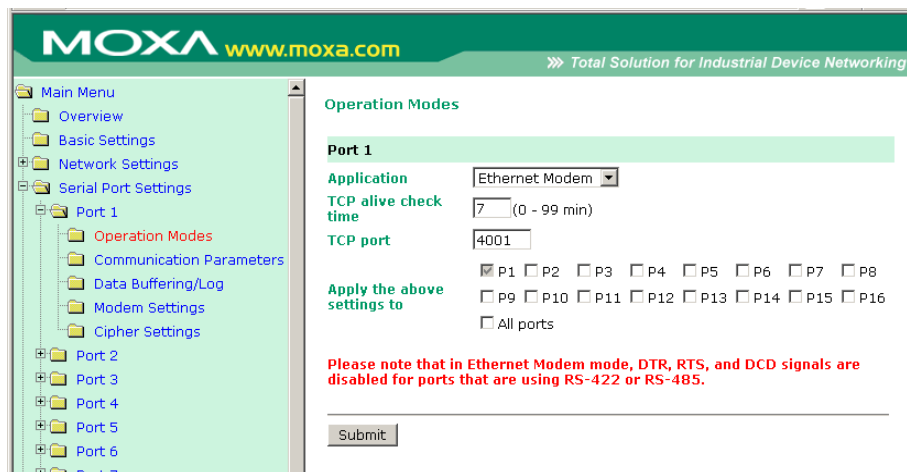 MOXA www.moxa.com
Total Solution for Industrial Device Networking
Main Menu
Overview
Basic Settings
Network Settings
Serial Port Settings
Port 1
Operation Modes
Communication Parameters
Data Buffering/Log
Modem Settings
Cipher Settings
Port 2
Port 3
Port 4
Port 5
Port 6
Operation Modes
Port 1
Application Ethernet Modem
TCP alive check time 7 (0 - 99 min)
TCP port 4001
Apply the above settings to
P1 P2 P3 P4 P5 P6 P7 P8
P9 P10 P11 P12 P13 P14 P15 P16
All ports
Please note that in Ethernet Modem mode, DTR, RTS, and DCD signals are
disabled for ports that are using RS-422 or RS-485.
Submit